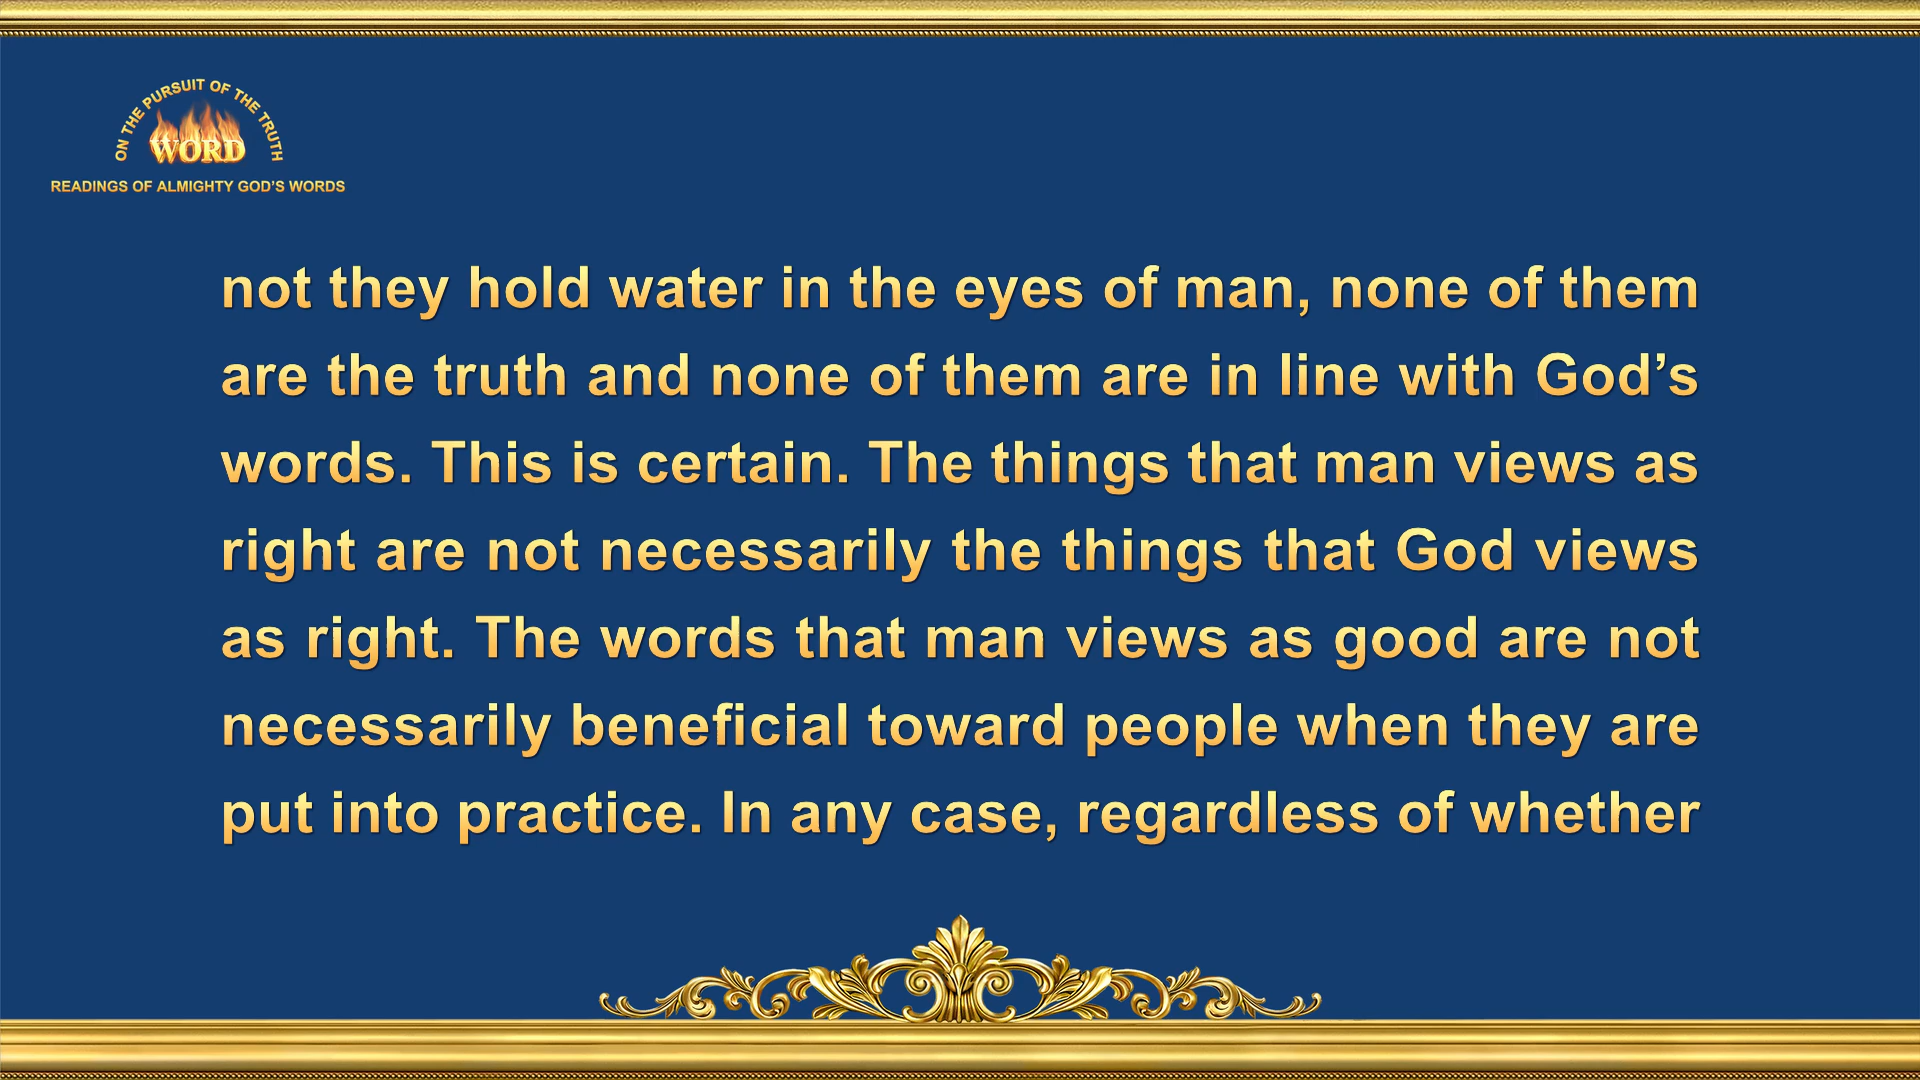 ON THE PURSUIT OF THE TRUTH
WORD
READINGS OF ALMIGHTY GOD’S WORDS
not they hold water in the eyes of man, none of them
are the truth and none of them are in line with God’s
words. This is certain. The things that man views as
right are not necessarily the things that God views
as right. The words that man views as good are not
necessarily beneficial toward people when they are
put into practice. In any case, regardless of whether